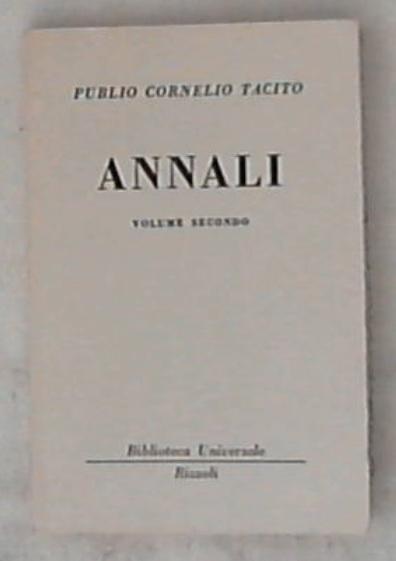 PUBLIO CORNELIO TACITO
ANNALI
VOLUME SECONDO
Biblioteca Universale
Rizzoli